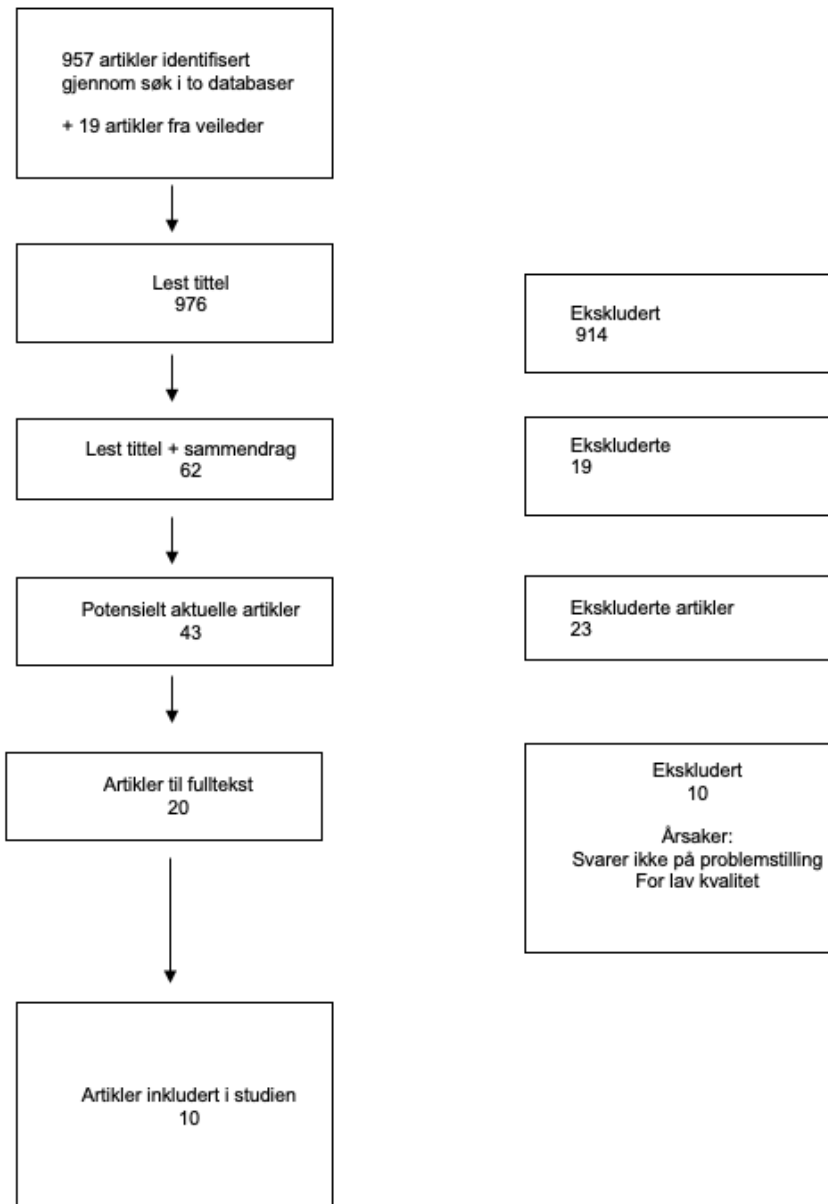 957 artikler identifisert
gjennom søk i to databaser
+ 19 artikler fra veileder
Lest tittel
976
Ekskludert
914
Lest tittel + sammendrag
62
Ekskluderte
19
Potensielt aktuelle artikler
43
Ekskluderte artikler
23
Artikler til fulltekst
20
Ekskludert
10
Årsaker:
Svarer ikke på problemstilling
For lav kvalitet
Artikler inkludert i studien
10